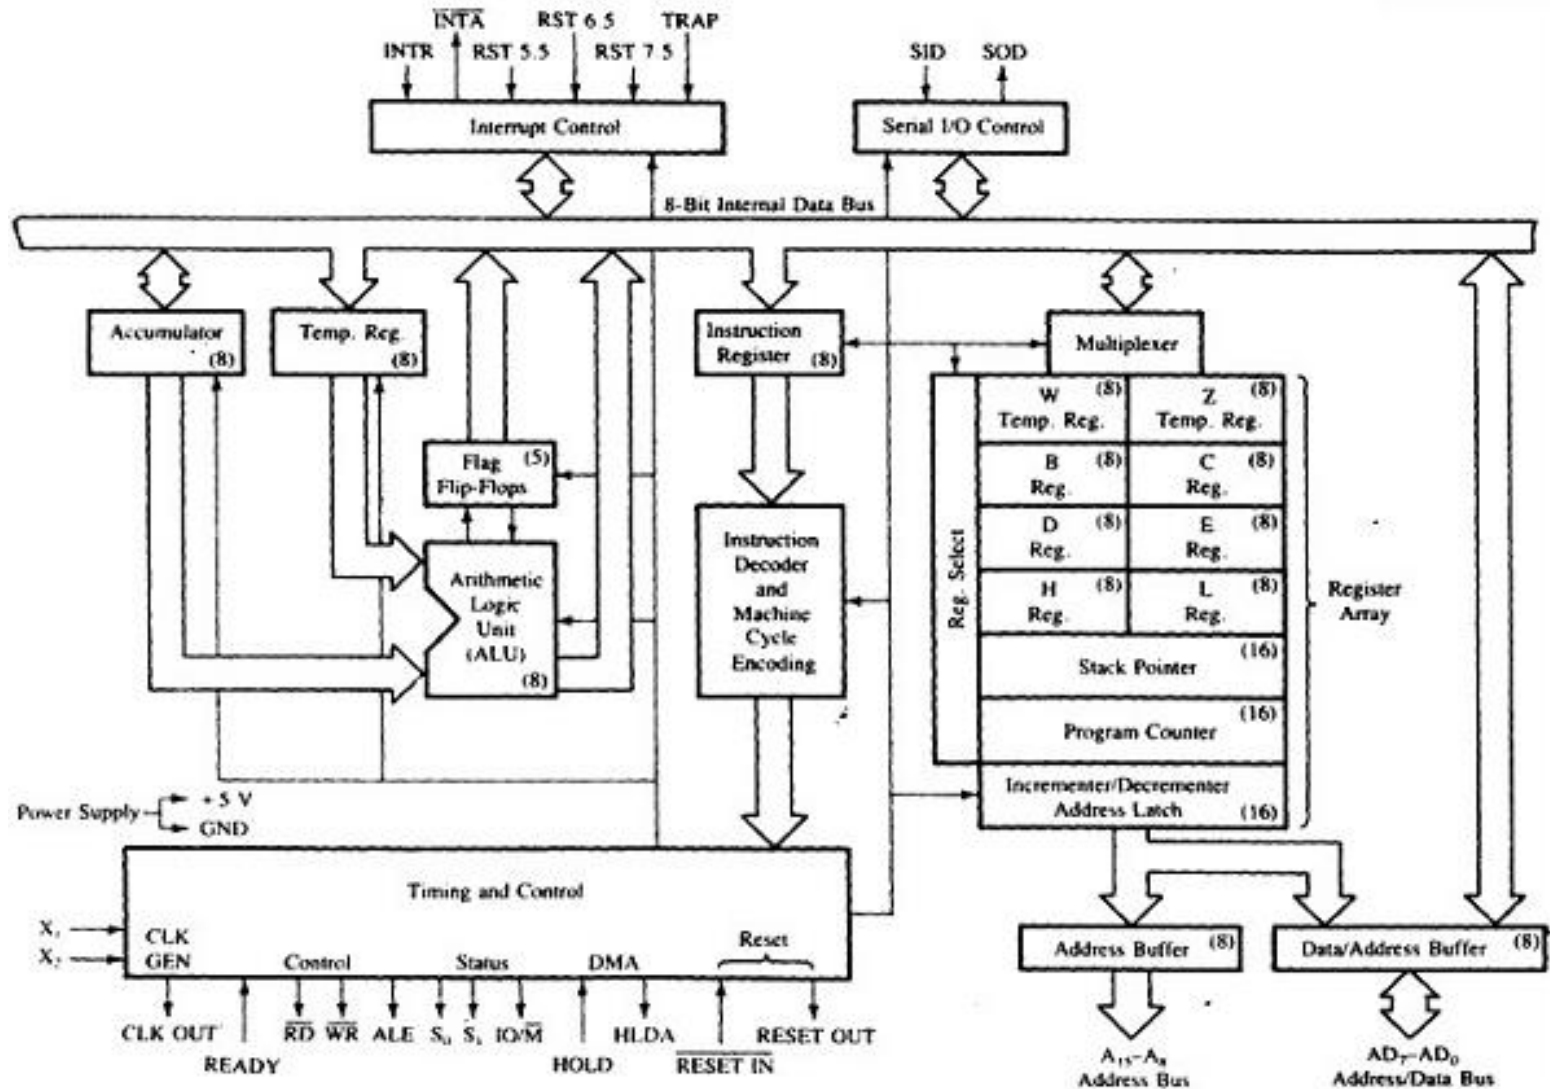 INTA RST 6.5 TRAP
INTR RST 5.5 RST 7.5 SID SOD
Interrupt Control Serial I/O Control
8-Bit Internal Data Bus
Accumulator
(8)
Temp. Reg.
(8)
Instruction
Register
(8)
Multiplexer
W (8)
Temp. Reg.
Z (8)
Temp. Reg.
Flag (5)
Flip-Flops
B (8)
Reg.
C (8)
Reg.
Reg. Select
D (8)
Reg.
E (8)
Reg.
H (8)
Reg.
L (8)
Reg.
Register
Array
Arithmetic
Logic
Unit
(ALU)
(8)
Instruction
Decoder
and
Machine
Cycle
Encoding
Stack Pointer (16)
Program Counter (16)
Incrementer/Decrementer
Address Latch (16)
Power Supply
+5 V
GND
Timing and Control
X₁
X₂
CLK
GEN
Control
Status
DMA
Reset
Address Buffer (8)
Data/Address Buffer (8)
CLK OUT RD WR ALE S₀ S₁ IO/M HLDA RESET OUT
READY HOLD RESET IN
A₁₅–A₈
Address Bus
AD₇–AD₀
Address/Data Bus